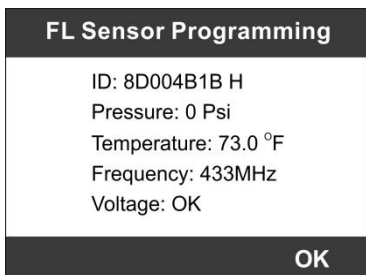 FL Sensor Programming
ID: 8D004B1B H
Pressure: 0 Psi
Temperature: 73.0 °F
Frequency: 433MHz
Voltage: OK
OK